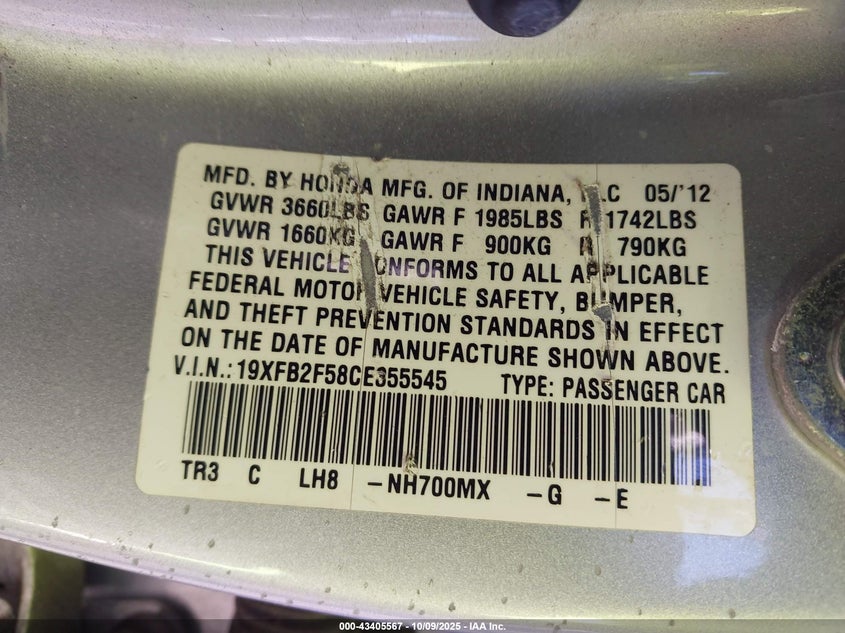 MFD. BY HONDA MFG. OF INDIANA, LLC 05/'12
GVWR 3660LBS GAWR F 1985LBS R 1742LBS
GVWR 1660KG GAWR F 900KG R 790KG
THIS VEHICLE CONFORMS TO ALL APPLICABLE
FEDERAL MOTOR VEHICLE SAFETY, BUMPER,
AND THEFT PREVENTION STANDARDS IN EFFECT
ON THE DATE OF MANUFACTURE SHOWN ABOVE.
V.I.N.:19XFB2F58CE355545 TYPE: PASSENGER CAR
TR3 C LH8 -NH700MX -G -E
000-43405567 - 10/09/2025 - IAA Inc.